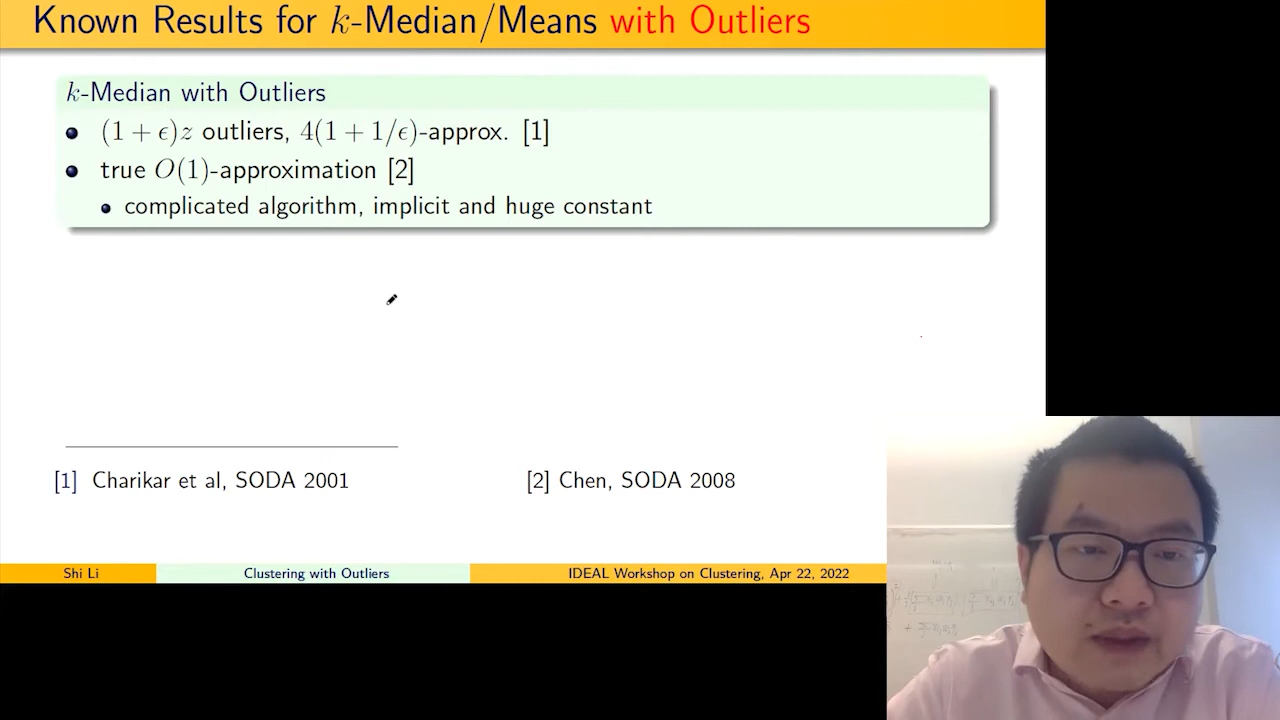 Known Results for k-Median/Means with Outliers
k-Median with Outliers
(1 + ϵ)z outliers, 4(1 + 1/ϵ)-approx. [1]
true O(1)-approximation [2]
complicated algorithm, implicit and huge constant
[1] Charikar et al, SODA 2001
[2] Chen, SODA 2008
Shi Li
Clustering with Outliers
IDEAL Workshop on Clustering, Apr 22, 2022